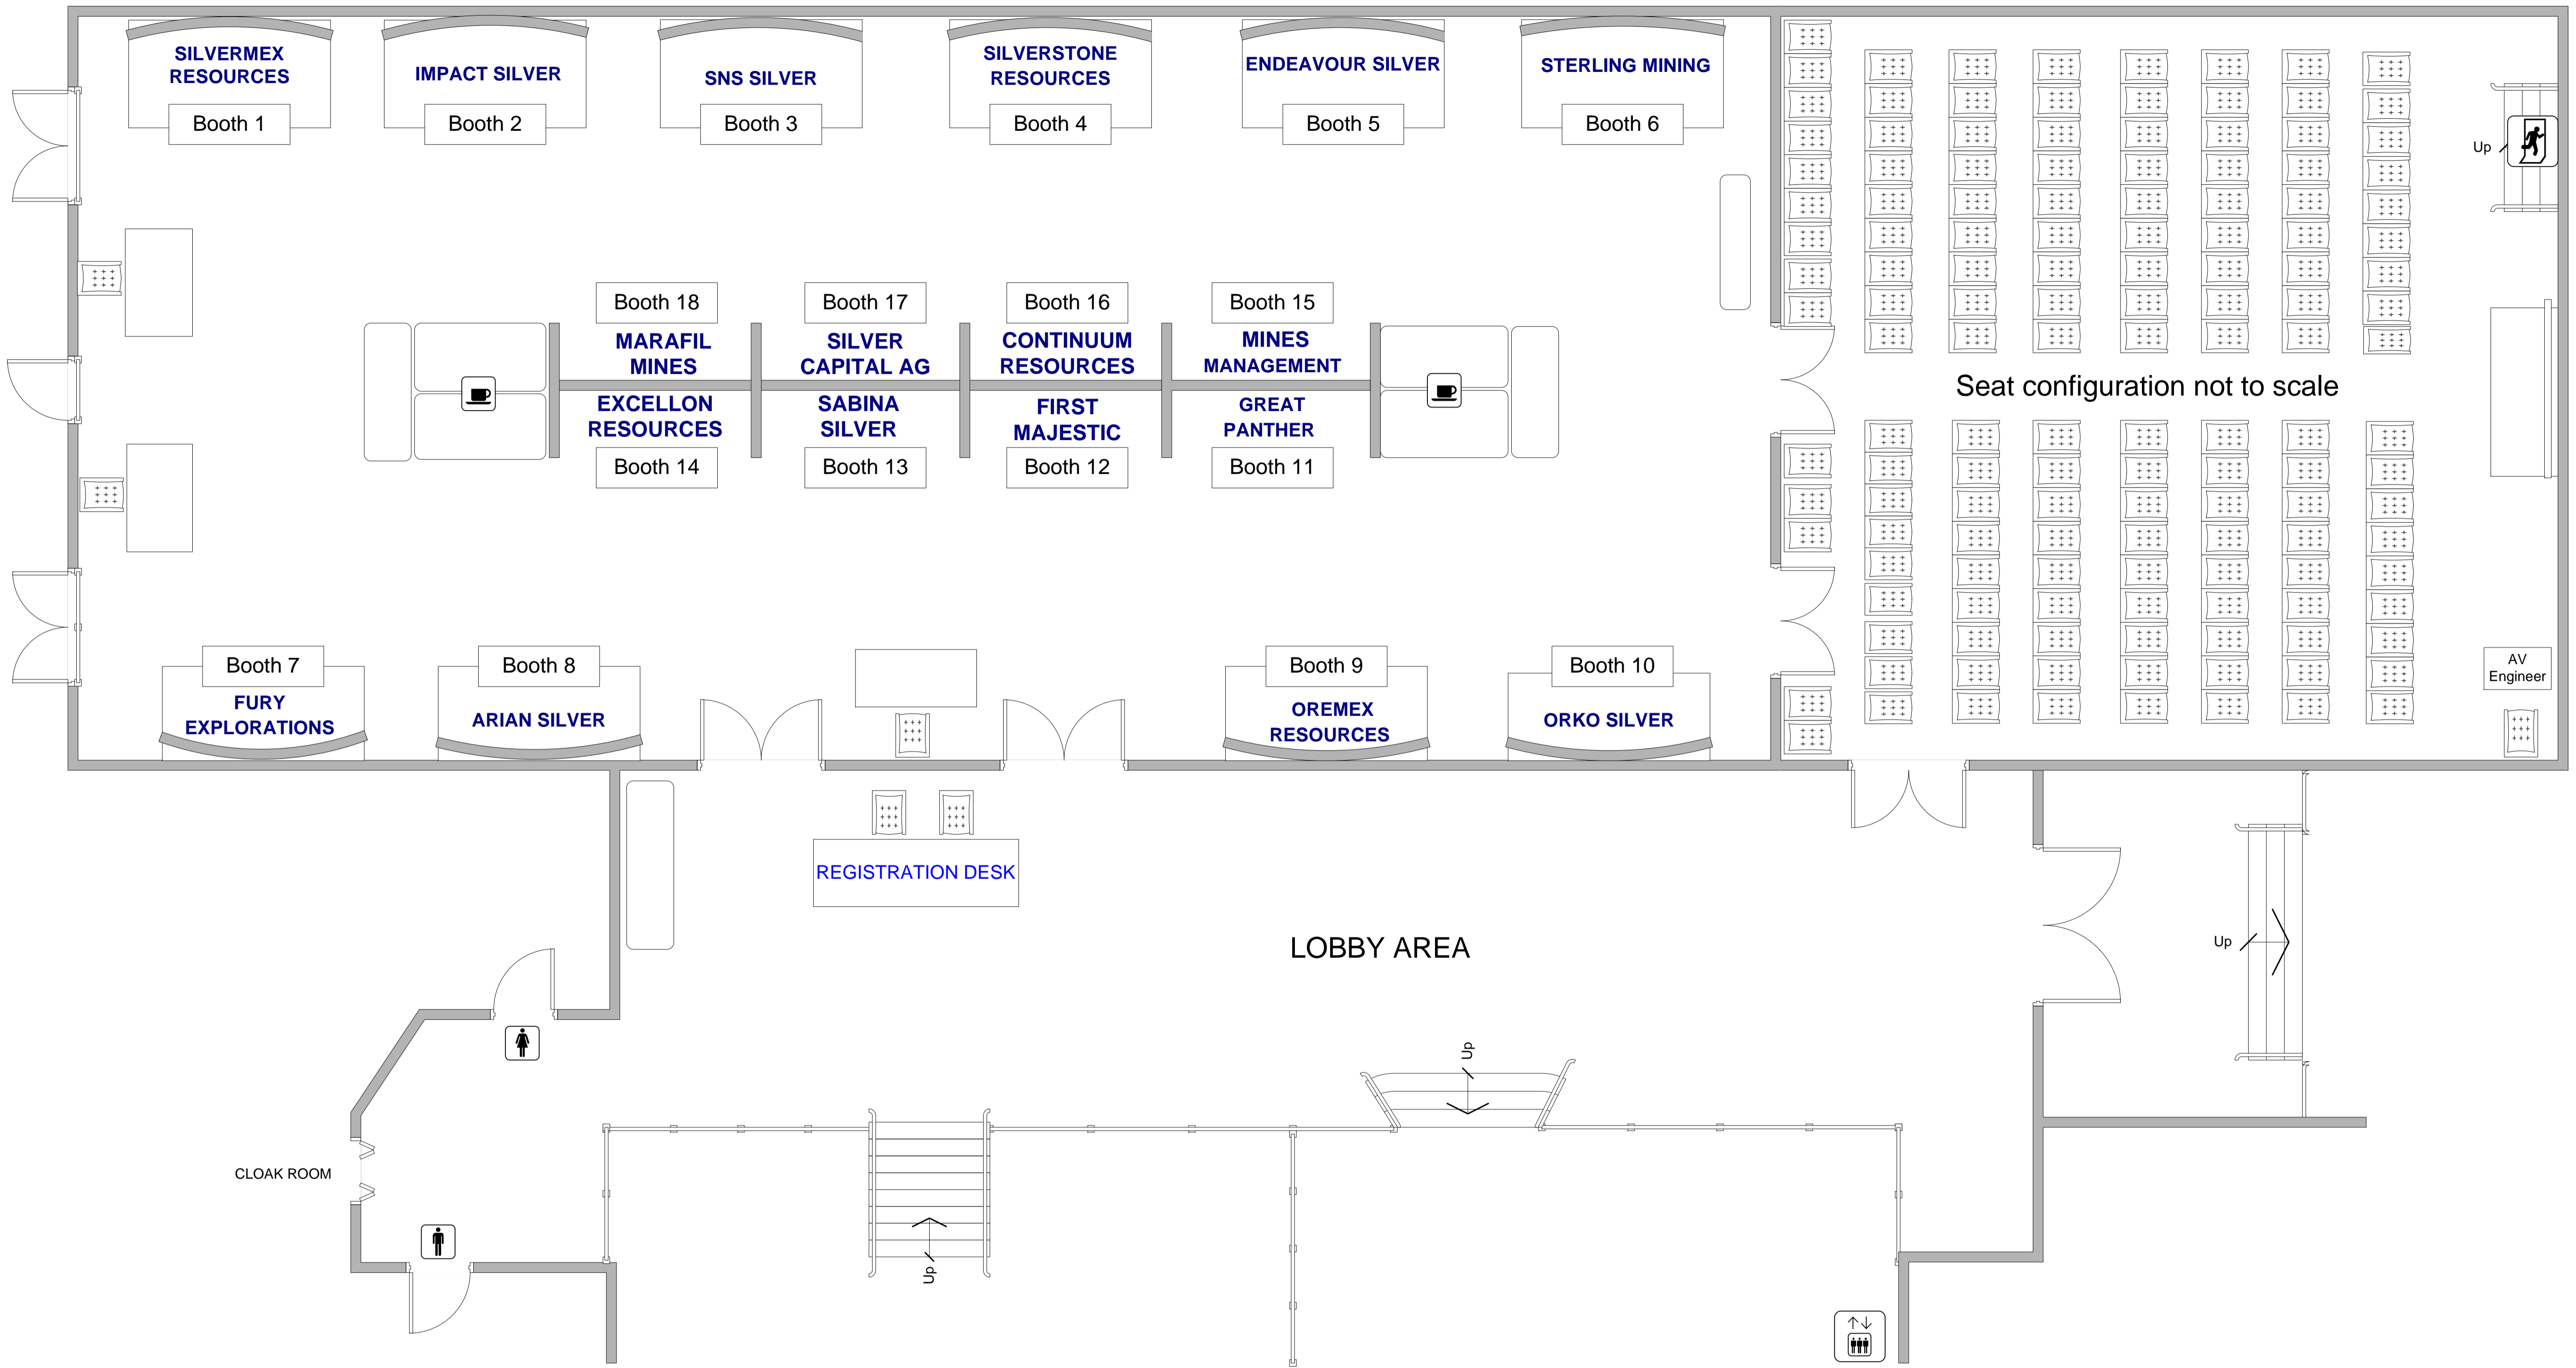 SILVERMEX
RESOURCES
Booth 1
IMPACT SILVER
Booth 2
SNS SILVER
Booth 3
SILVERSTONE
RESOURCES
Booth 4
ENDEAVOUR SILVER
Booth 5
STERLING MINING
Booth 6
Up
Booth 18
MARAFIL
MINES
Booth 17
SILVER
CAPITAL AG
Booth 16
CONTINUUM
RESOURCES
Booth 15
MINES
MANAGEMENT
EXCELLON
RESOURCES
Booth 14
SABINA
SILVER
Booth 13
FIRST
MAJESTIC
Booth 12
GREAT
PANTHER
Booth 11
Seat configuration not to scale
Booth 7
FURY
EXPLORATIONS
Booth 8
ARIAN SILVER
Booth 9
OREMEX
RESOURCES
Booth 10
ORKO SILVER
AV
Engineer
REGISTRATION DESK
LOBBY AREA
Up
Up
CLOAK ROOM
Up